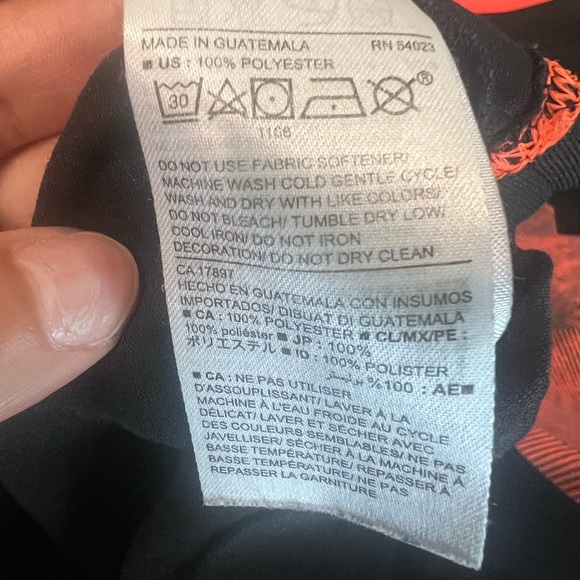 MADE IN GUATEMALA RN 54023
■ US : 100% POLYESTER
30
®
1106
DO NOT USE FABRIC SOFTENER/
MACHINE WASH COLD GENTLE CYCLE/
WASH AND DRY WITH LIKE COLORS/
DO NOT BLEACH/ TUMBLE DRY LOW/
COOL IRON/ DO NOT IRON
DECORATION/ DO NOT DRY CLEAN
CA 17897
HECHO EN GUATEMALA CON INSUMOS
IMPORTADOS/ DIBUAT DI GUATEMALA
■ CA : 100% POLYESTER ■ CL/MX/PE :
100% poliéster ■ JP : 100%
ポリエステル ■ ID : 100% POLISTER
■ AE : 100% بوليستر
■ CA : NE PAS UTILISER
D'ASSOUPLISSANT/ LAVER À LA
MACHINE À L'EAU FROIDE AU CYCLE
DÉLICAT/ LAVER ET SÉCHER AVEC
DES COULEURS SEMBLABLES/ NE PAS
JAVELLISER/ SÉCHER À LA MACHINE À
BASSE TEMPÉRATURE/ REPASSER À
BASSE TEMPÉRATURE/ NE PAS
REPASSER LA GARNITURE